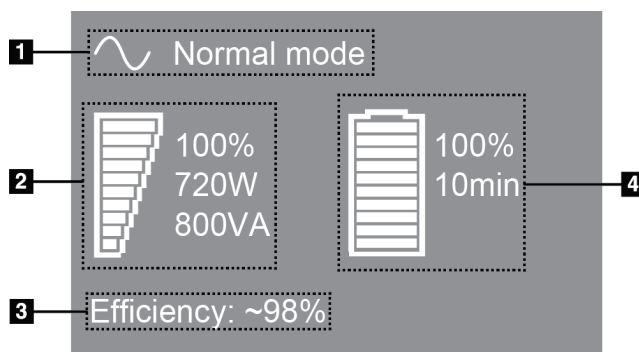 1 Normal mode
2
100%
720W
800VA
100%
10min
4
3 Efficiency: ~98%